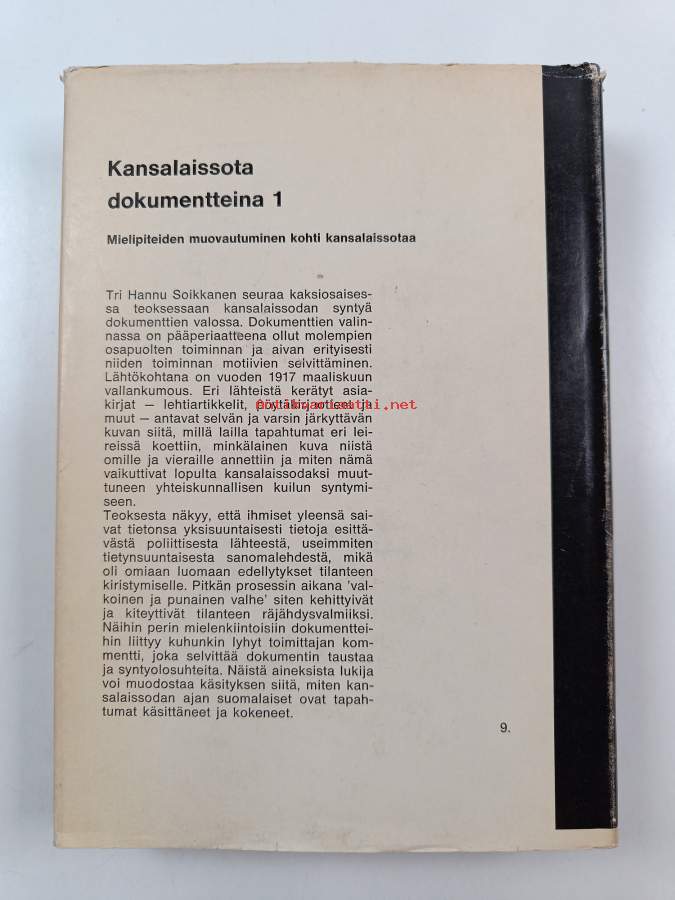 Kansalaissota
dokumentteina 1
Mielipiteiden muovautuminen kohti kansalaissotaa
Tri Hannu Soikkanen seuraa kaksiosaises-
sa teoksessaan kansalaissodan syntyä
dokumenttien valossa. Dokumenttien valin-
nassa on pääperiaatteena ollut molempien
osapuolten toiminnan ja aivan erityisesti
niiden toiminnan motiivien selvittäminen.
Lähtökohtana on vuoden 1917 maaliskuun
vallankumous. Eri lähteistä kerätyt asia-
kirjat — lehtiartikkelit, pöytäkirjaotteet ja
muut — antavat selvän ja varsin järkyttävän
kuvan siitä, millä lailla tapahtumat eri lei-
reissä koettiin, minkälainen kuva niistä
omille ja vieraille annettiin ja miten nämä
vaikuttivat lopulta kansalaissodaksi muut-
tuneen yhteiskunnallisen kuilun syntymi-
seen.
Teoksesta näkyy, että ihmiset yleensä sai-
vat tietonsa yksisuuntaisesti tietoja esittä-
västä poliittisesta lähteestä, useimmiten
tietynsuuntaisesta sanomalehdestä, mikä
oli omiaan luomaan edellytykset tilanteen
kiristymiselle. Pitkän prosessin aikana 'val-
koinen ja punainen valhe' siten kehittyivät
ja kiteyttivät tilanteen räjähdysvalmiiksi.
Näihin perin mielenkiintoisiin dokumenttei-
hin liittyy kuhunkin lyhyt toimittajan kom-
mentti, joka selvittää dokumentin taustaa
ja syntyolosuhteita. Näistä aineksista lukija
voi muodostaa käsityksen siitä, miten kan-
salaissodan ajan suomalaiset ovat tapah-
tumat käsittäneet ja kokeneet.
9.